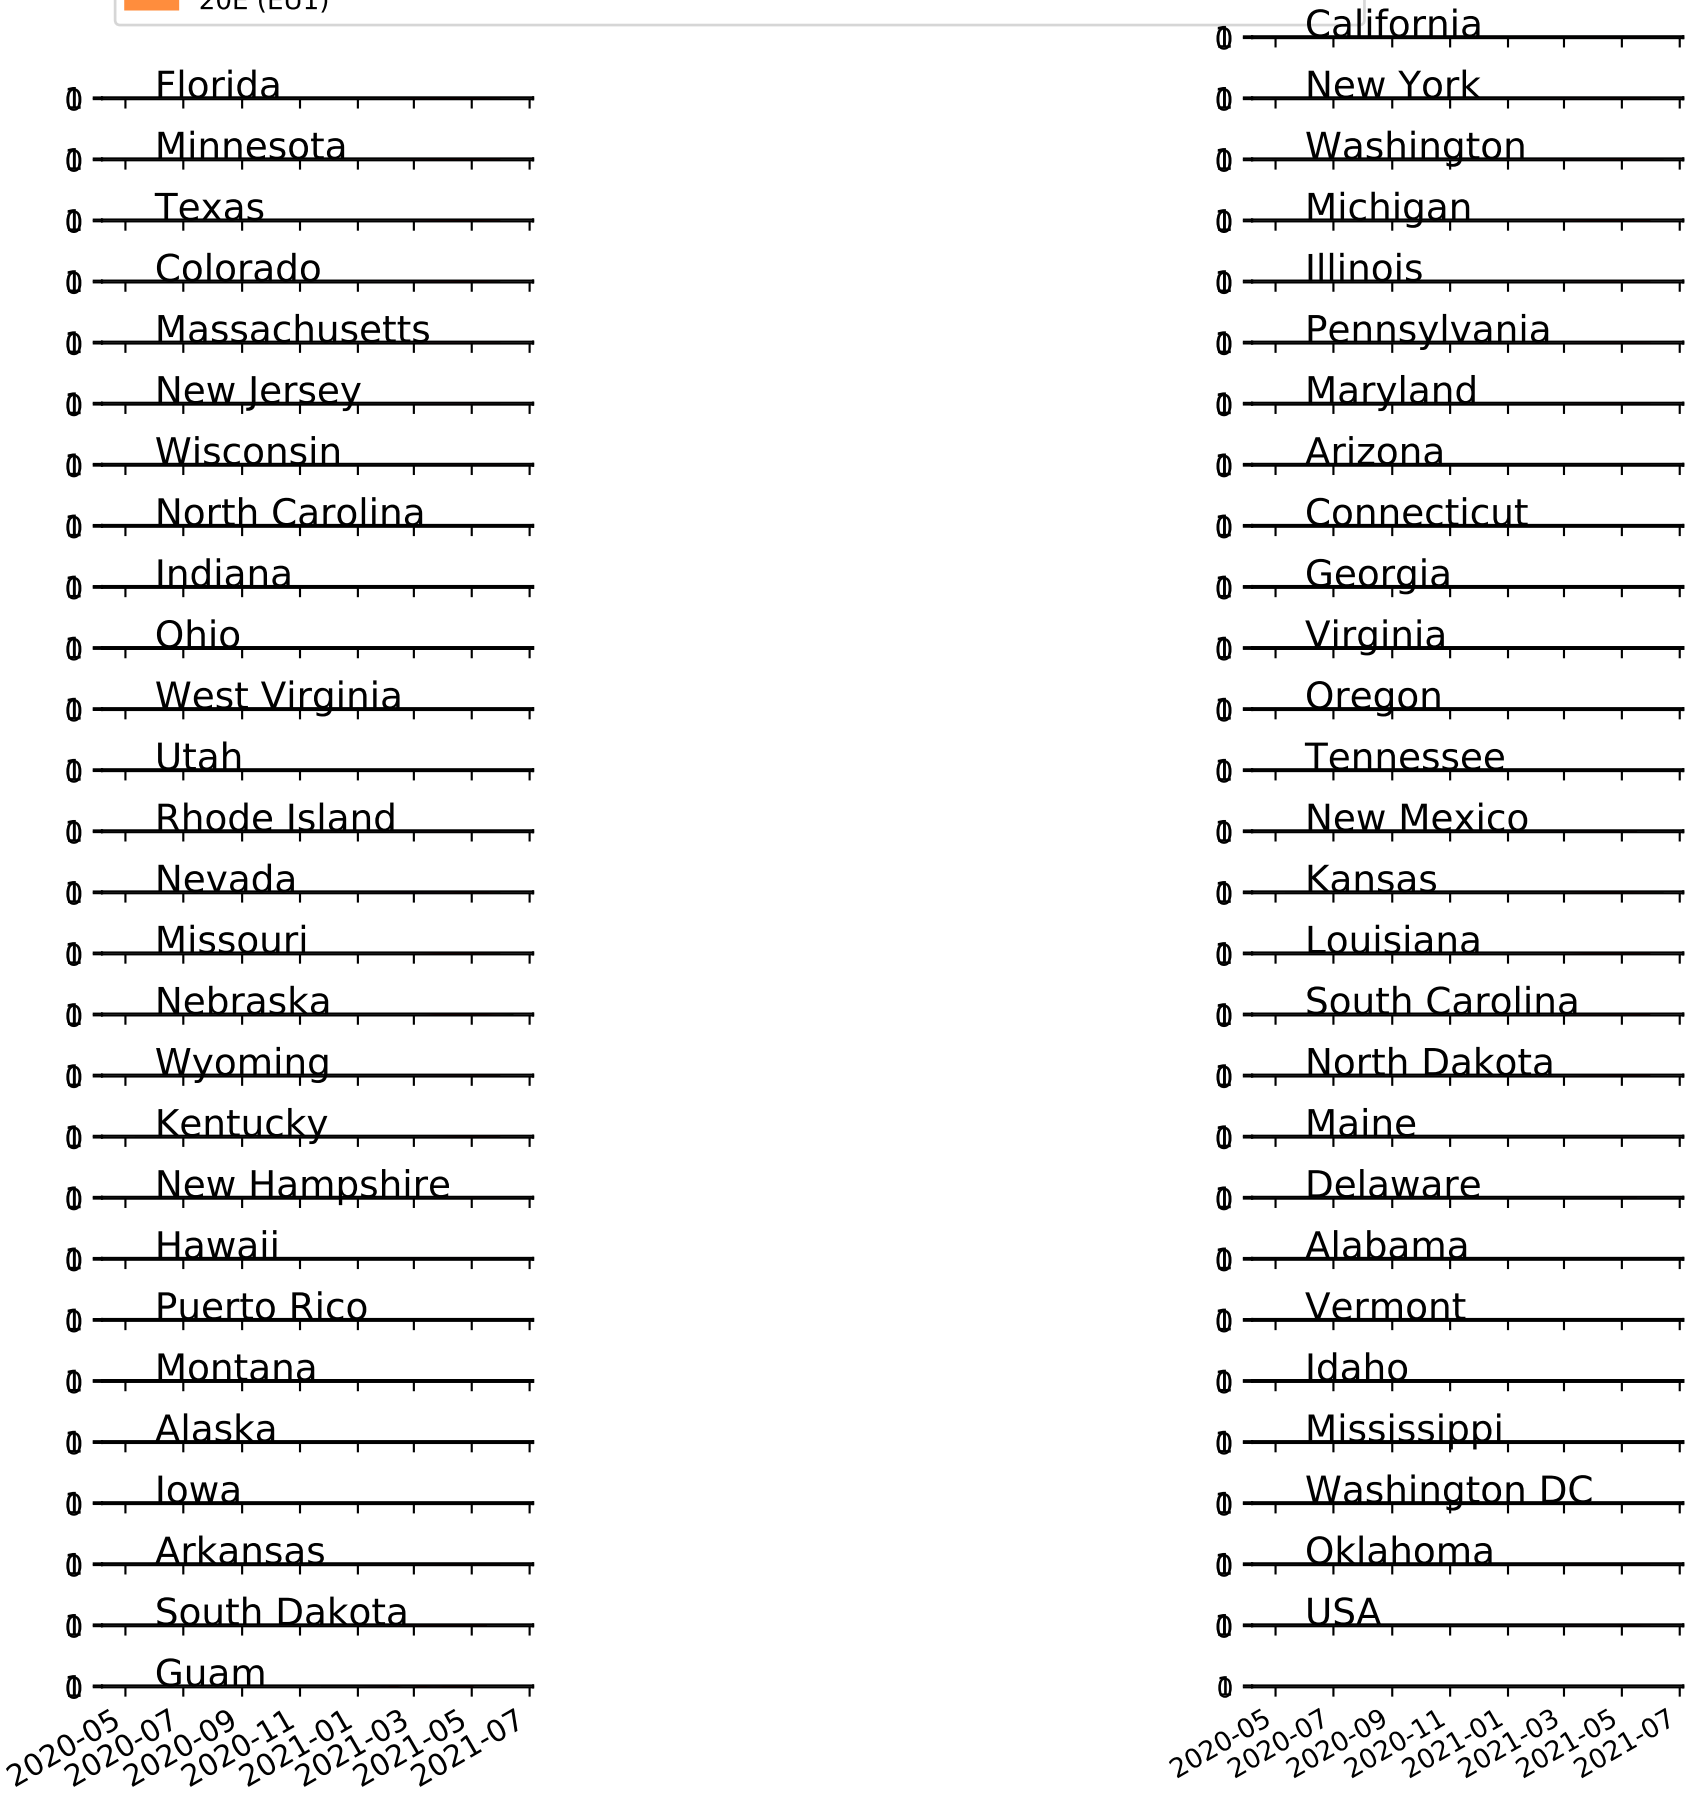 20E (EU1)
California
Florida
New York
Minnesota
Washington
Texas
Michigan
Colorado
Illinois
Massachusetts
Pennsylvania
New Jersey
Maryland
Wisconsin
Arizona
North Carolina
Connecticut
Indiana
Georgia
Ohio
Virginia
West Virginia
Oregon
Utah
Tennessee
Rhode Island
New Mexico
Nevada
Kansas
Missouri
Louisiana
Nebraska
South Carolina
Wyoming
North Dakota
Kentucky
Maine
New Hampshire
Delaware
Hawaii
Alabama
Puerto Rico
Vermont
Montana
Idaho
Alaska
Mississippi
Iowa
Washington DC
Arkansas
Oklahoma
South Dakota
USA
Guam
2020-05 2020-07 2020-09 2020-11 2021-01 2021-03 2021-05 2021-07
2020-05 2020-07 2020-09 2020-11 2021-01 2021-03 2021-05 2021-07